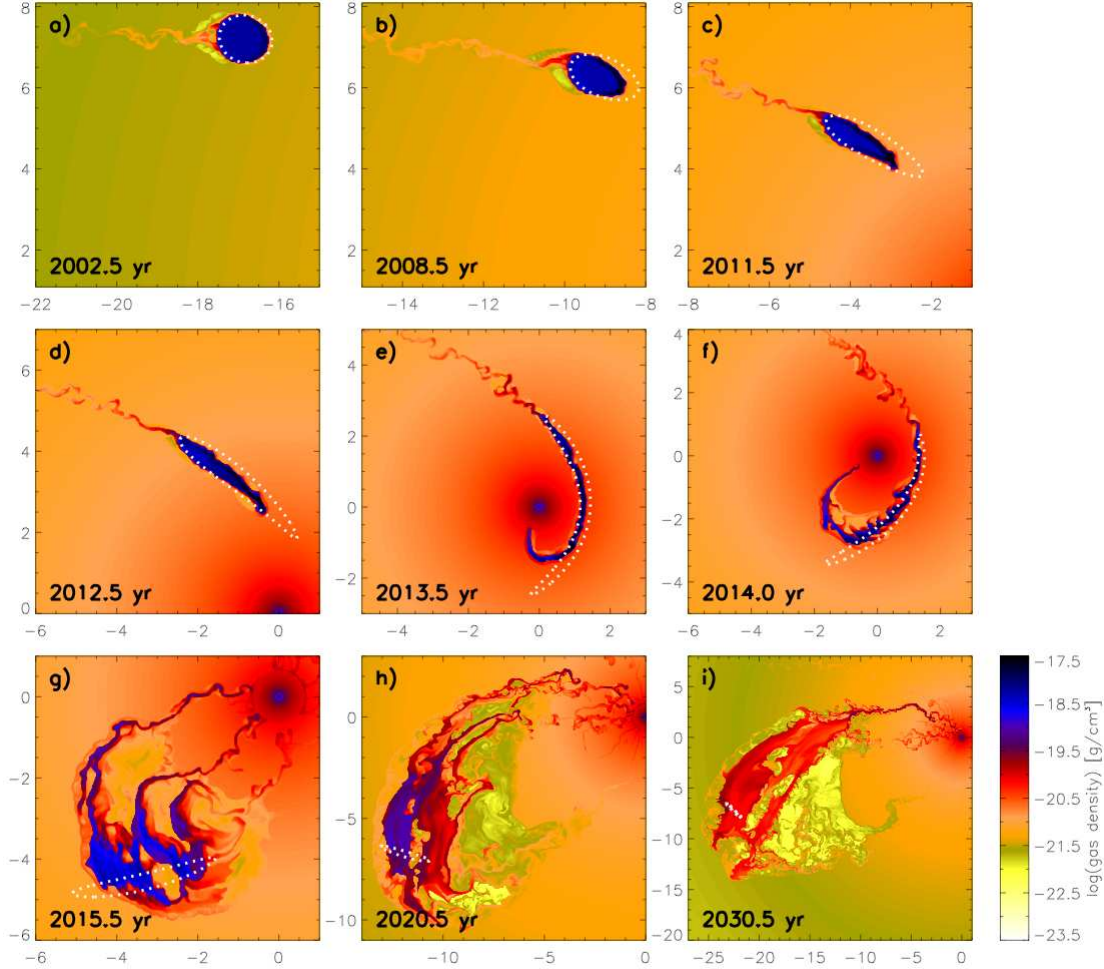 a)
8
6
4
2
2002.5 yr
-22 -20 -18 -16
b)
8
6
4
2
2008.5 yr
-14 -12 -10 -8
c)
8
6
4
2
2011.5 yr
-8 -6 -4 -2
d)
6
4
2
0
2012.5 yr
-6 -4 -2 0
e)
4
2
0
-2
2013.5 yr
-4 -2 0 2
f)
4
2
0
-2
-4
2014.0 yr
-6 -4 -2 0 2
g)
0
-2
-4
-6
2015.5 yr
-6 -4 -2 0
h)
0
-5
-10
2020.5 yr
-10 -5 0
i)
5
0
-5
-10
-15
-20
2030.5 yr
-25 -20 -15 -10 -5 0
-17.5
-18.5
-19.5
-20.5
-21.5
-22.5
-23.5
log(gas density) [g/cm³]